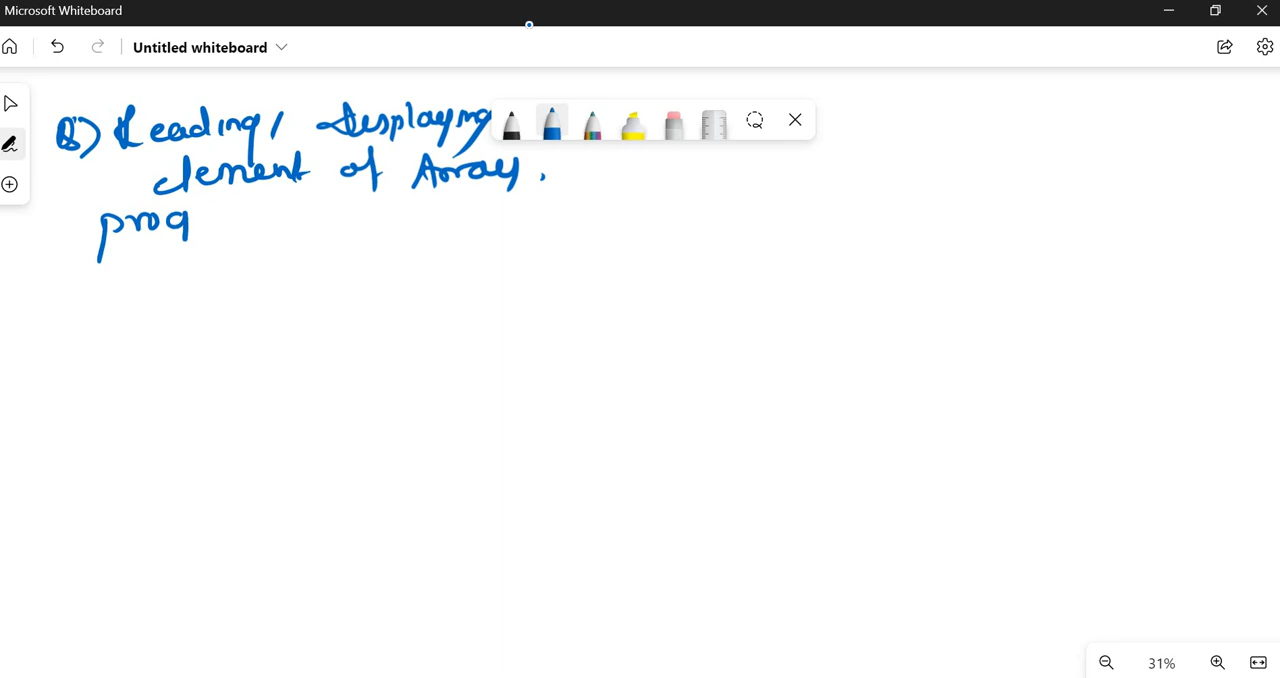 Microsoft Whiteboard
Untitled whiteboard
B) Reading, Displaying
element of Array.
prog
31%